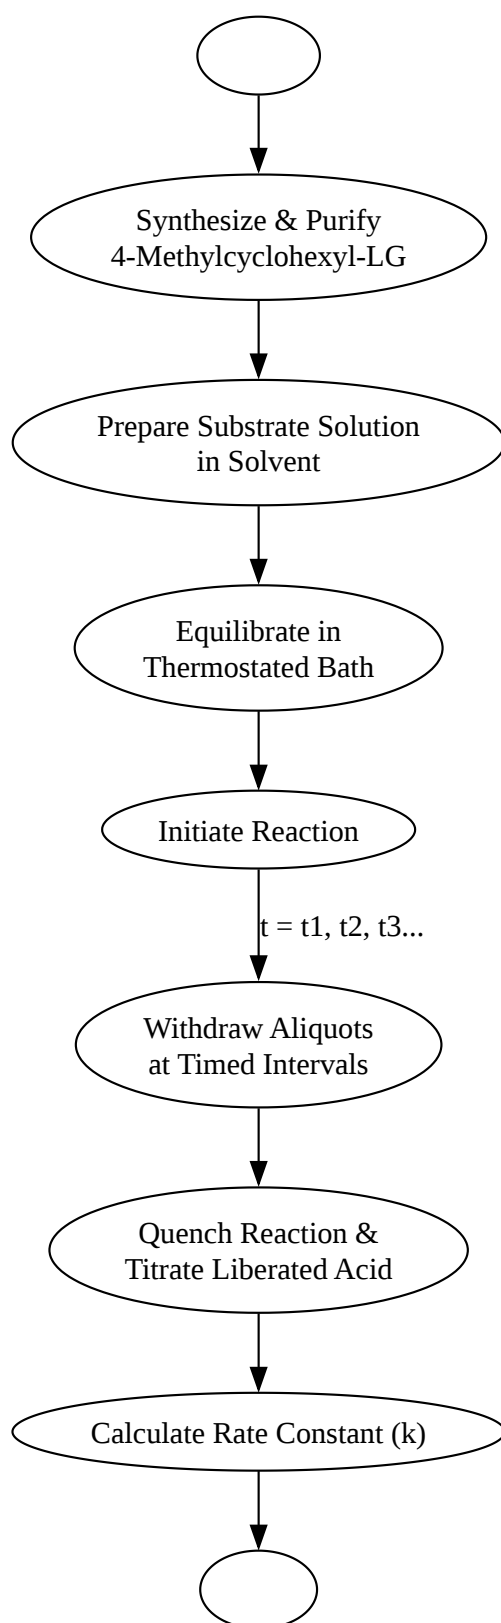 Synthesize & Purify
4-Methylcyclohexyl-LG
Prepare Substrate Solution
in Solvent
Equilibrate in
Thermostated Bath
Initiate Reaction
t = t1, t2, t3...
Withdraw Aliquots
at Timed Intervals
Quench Reaction &
Titrate Liberated Acid
Calculate Rate Constant (k)